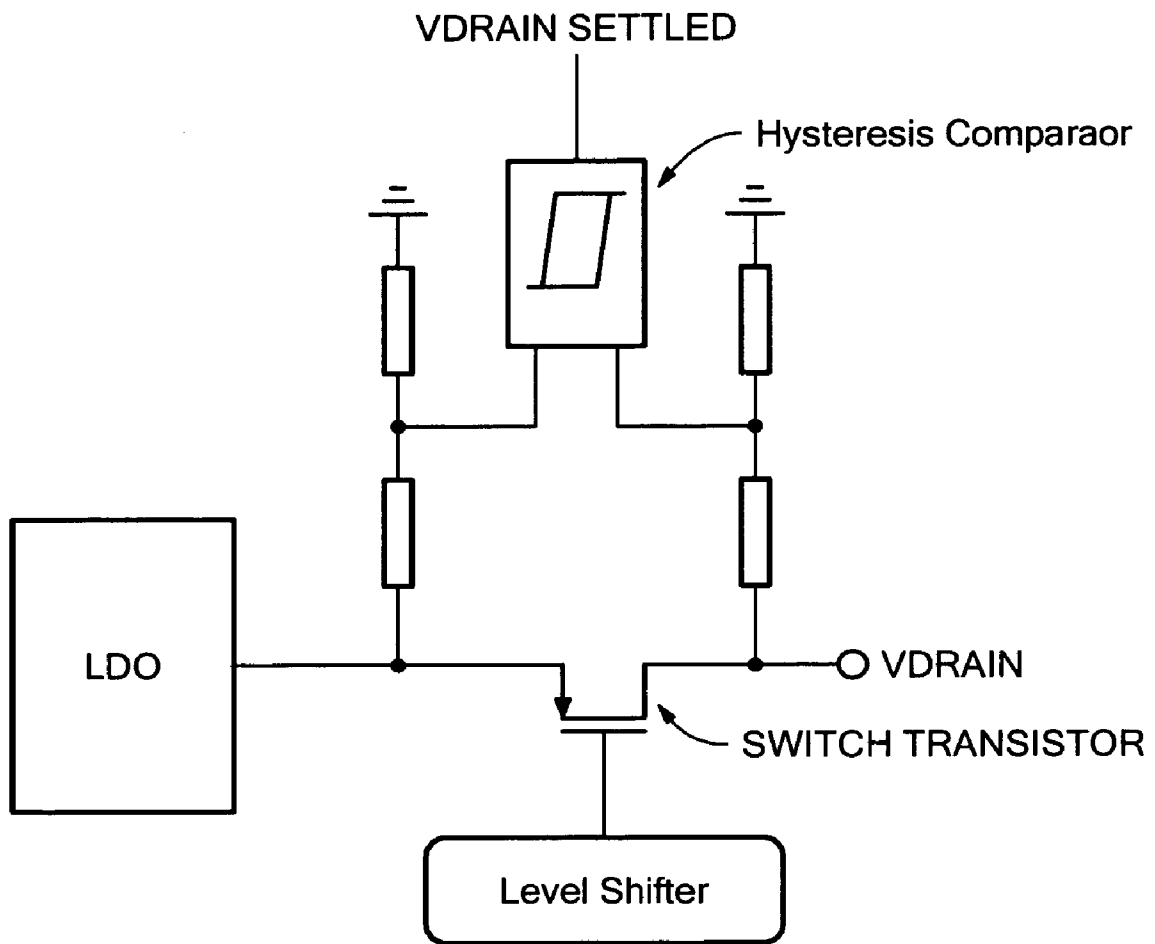 VDRAIN SETTLED
Hysteresis Comparaor
LDO
VDRAIN
SWITCH TRANSISTOR
Level Shifter